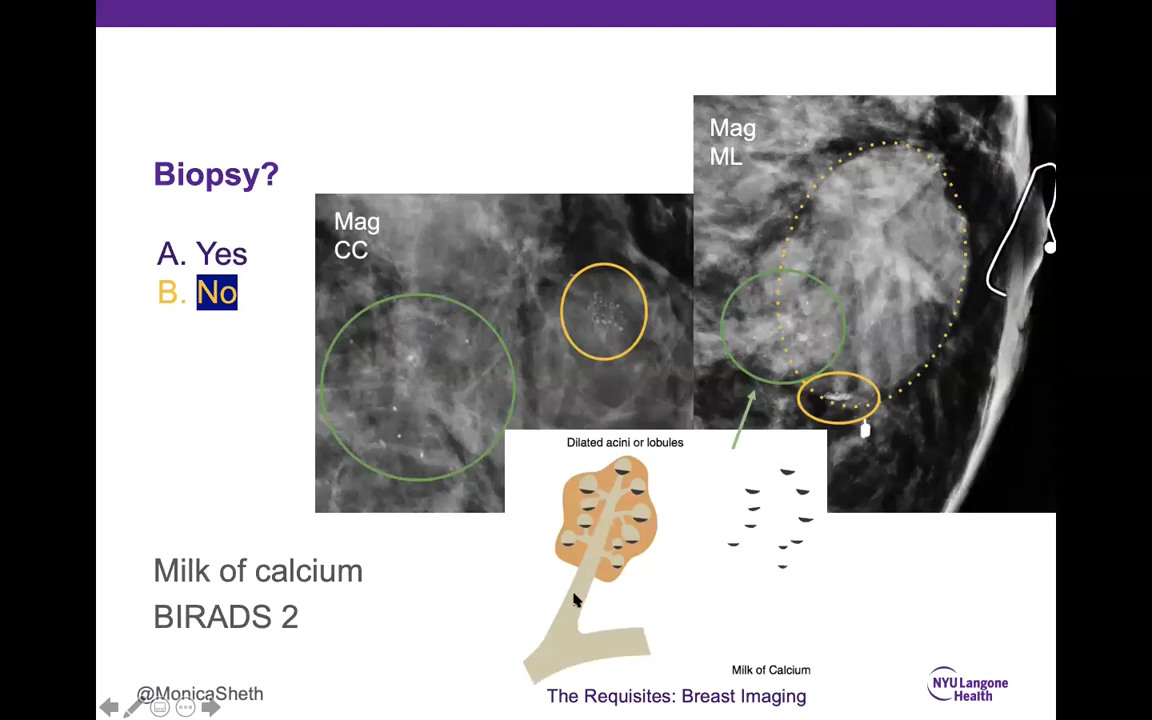 Biopsy?
A. Yes
B. No
Mag
CC
Mag
ML
Dilated acini or lobules
Milk of calcium
BIRADS 2
Milk of Calcium
The Requisites: Breast Imaging
@MonicaSheth
NYU Langone
Health